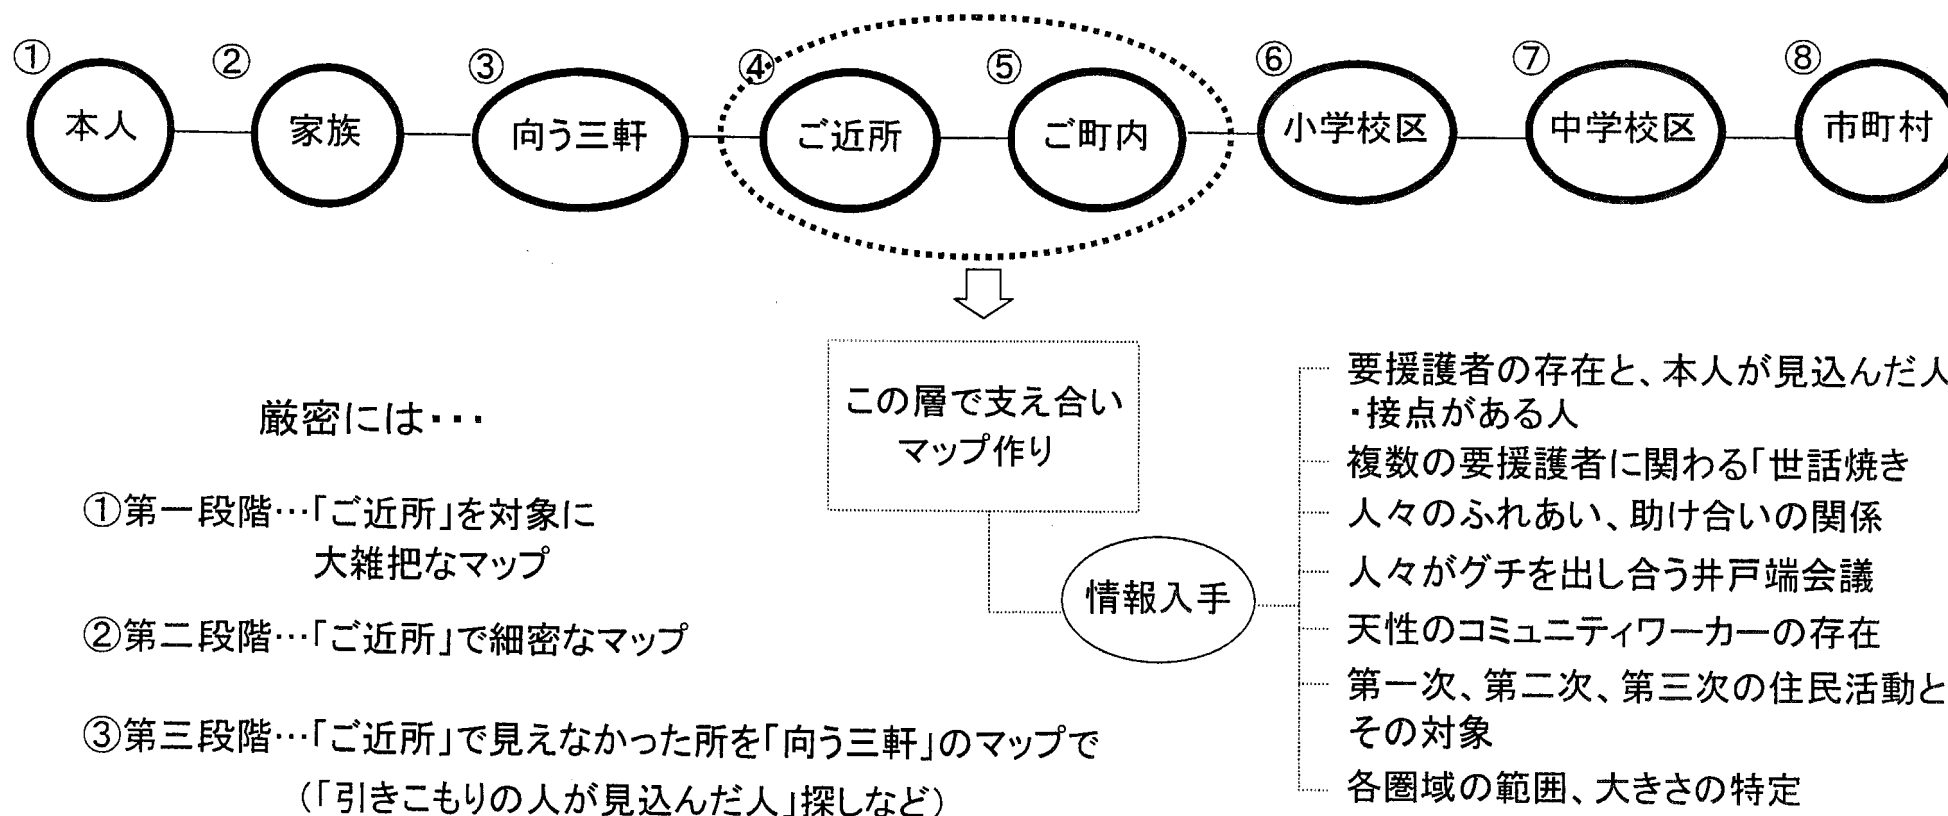 ① ② ③ ④ ⑤ ⑥ ⑦ ⑧
本人 家族 向う三軒 ご近所 ご町内 小学校区 中学校区 市町村
この層で支え合い
マップ作り
厳密には・・・
①第一段階…「ご近所」を対象に
大雑把なマップ
②第二段階…「ご近所」で細密なマップ
③第三段階…「ご近所」で見えなかった所を「向う三軒」のマップで
(「引きこもりの人が見込んだ人」探しなど)
情報入手
要援護者の存在と、本人が見込んだ人
・接点がある人
複数の要援護者に関わる「世話焼き
人々のふれあい、助け合いの関係
人々がグチを出し合う井戸端会議
天性のコミュニティワーカーの存在
第一次、第二次、第三次の住民活動と
その対象
各圏域の範囲、大きさの特定